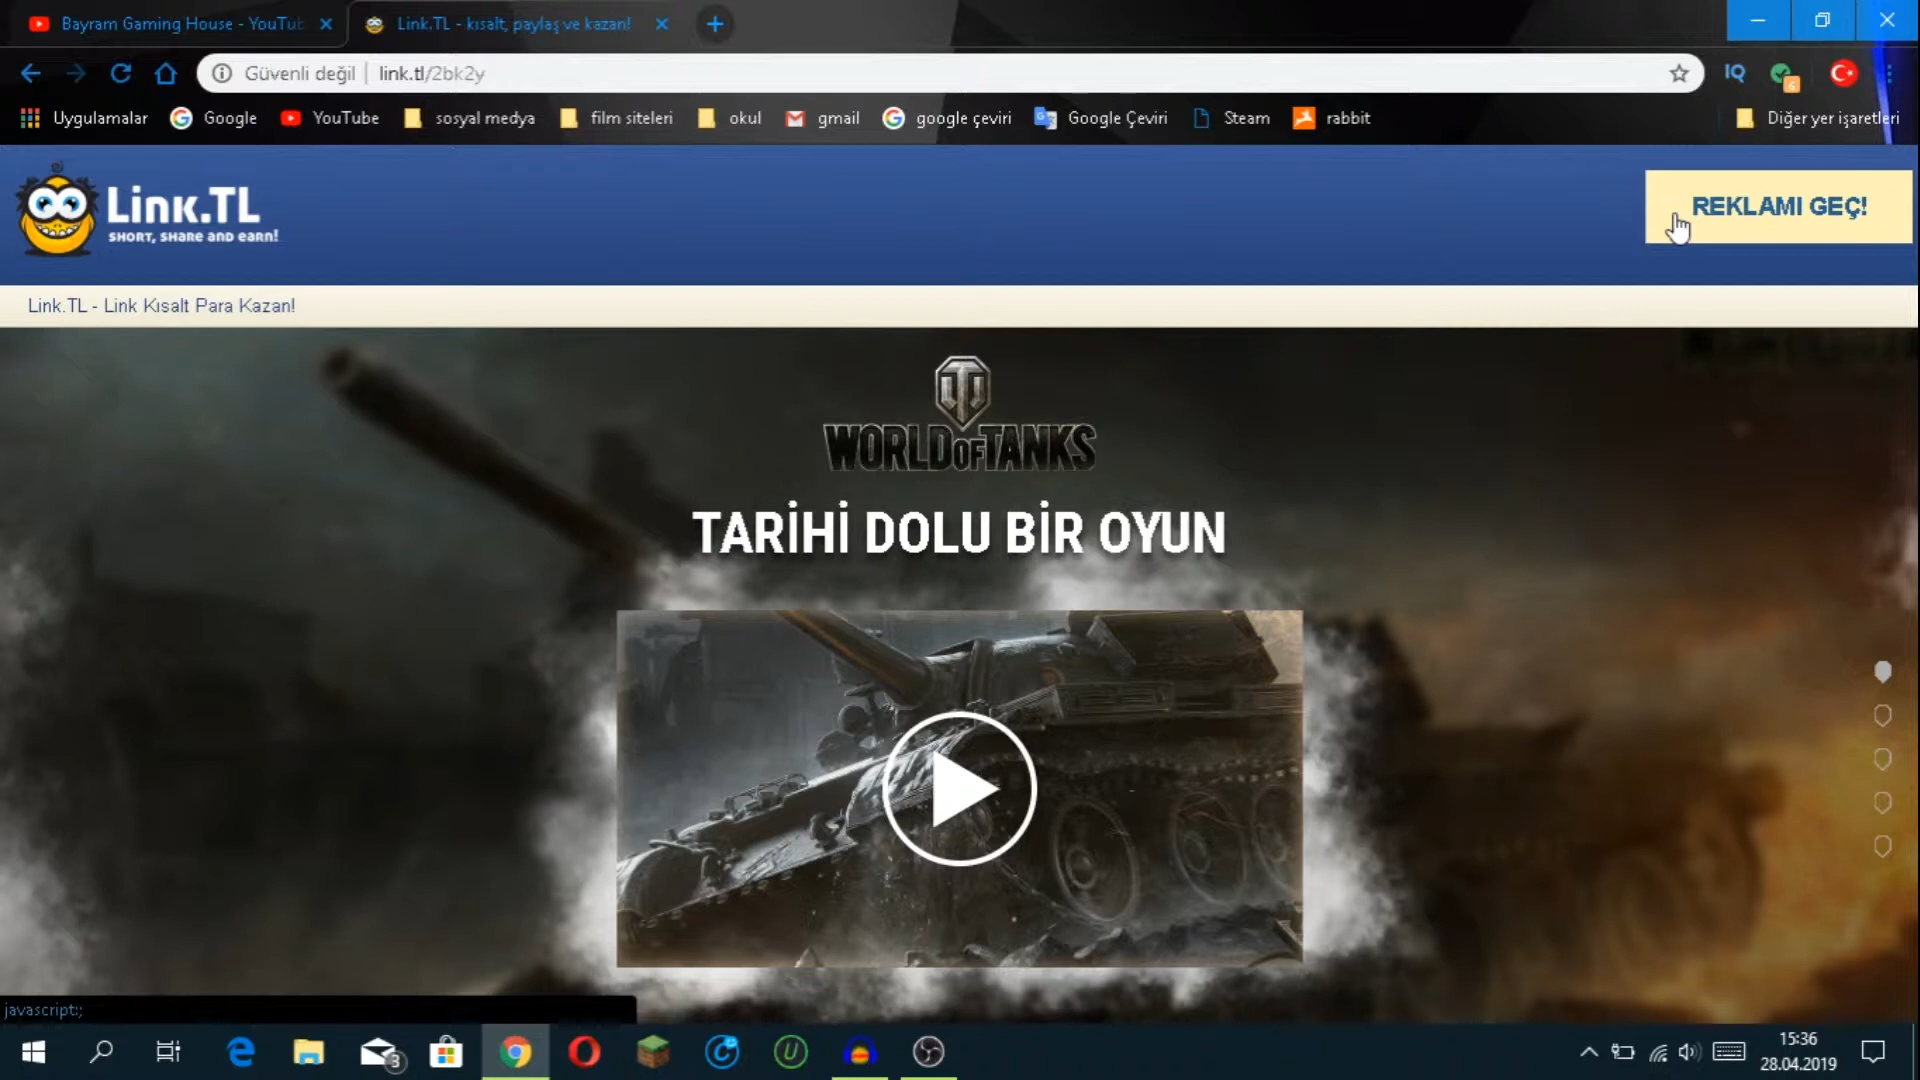 Bayram Gaming House - YouTub
Link.TL - kısalt, paylaş ve kazan!
Güvenli değil
link.tl/2bk2y
IQ
6
Uygulamalar
Google
YouTube
sosyal medya
film siteleri
okul
gmail
google çeviri
Google Çeviri
Steam
rabbit
Diğer yer işaretleri
Link.TL
SHORT, SHARE AND EARN!
REKLAMI GEÇ!
Link.TL - Link Kısalt Para Kazan!
WORLD OF TANKS
TARİHİ DOLU BİR OYUN
javascript:;
3
15:36
28.04.2019